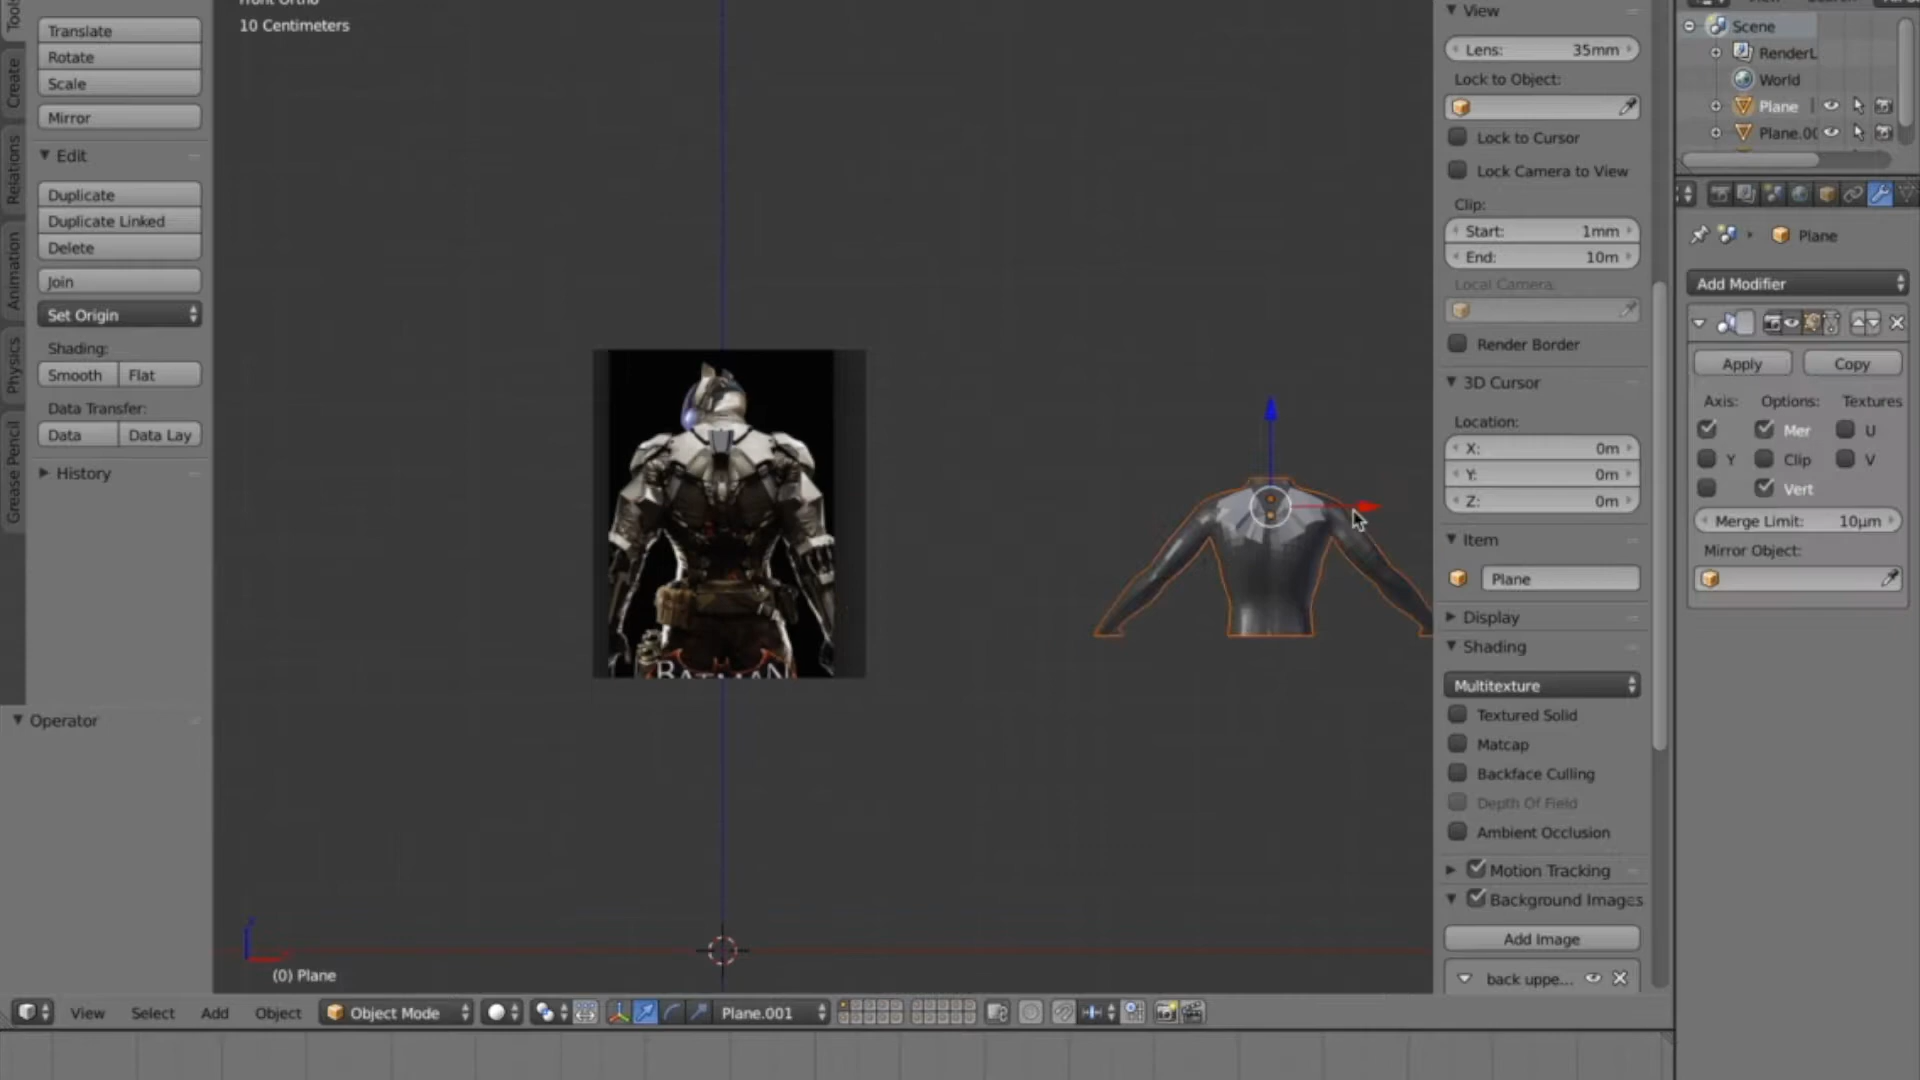 Tools
Create
Relations
Animation
Physics
Grease Pencil
Translate
Rotate
Scale
Mirror
Edit
Duplicate
Duplicate Linked
Delete
Join
Set Origin
Shading:
Smooth Flat
Data Transfer:
Data Data Lay
History
Operator
Front Ortho
10 Centimeters
BATMAN
(0) Plane
View Select Add Object Object Mode Plane.001
View
Lens: 35mm
Lock to Object:
Lock to Cursor
Lock Camera to View
Clip:
Start: 1mm
End: 10m
Local Camera:
Render Border
3D Cursor
Location:
X: 0m
Y: 0m
Z: 0m
Item
Plane
Display
Shading
Multitexture
Textured Solid
Matcap
Backface Culling
Depth Of Field
Ambient Occlusion
Motion Tracking
Background Images
Add Image
back uppe...
Scene
RenderL
World
Plane
Plane.00
Plane
Add Modifier
Apply Copy
Axis: Options: Textures
Mer U
Y Clip V
Vert
Merge Limit: 10µm
Mirror Object: